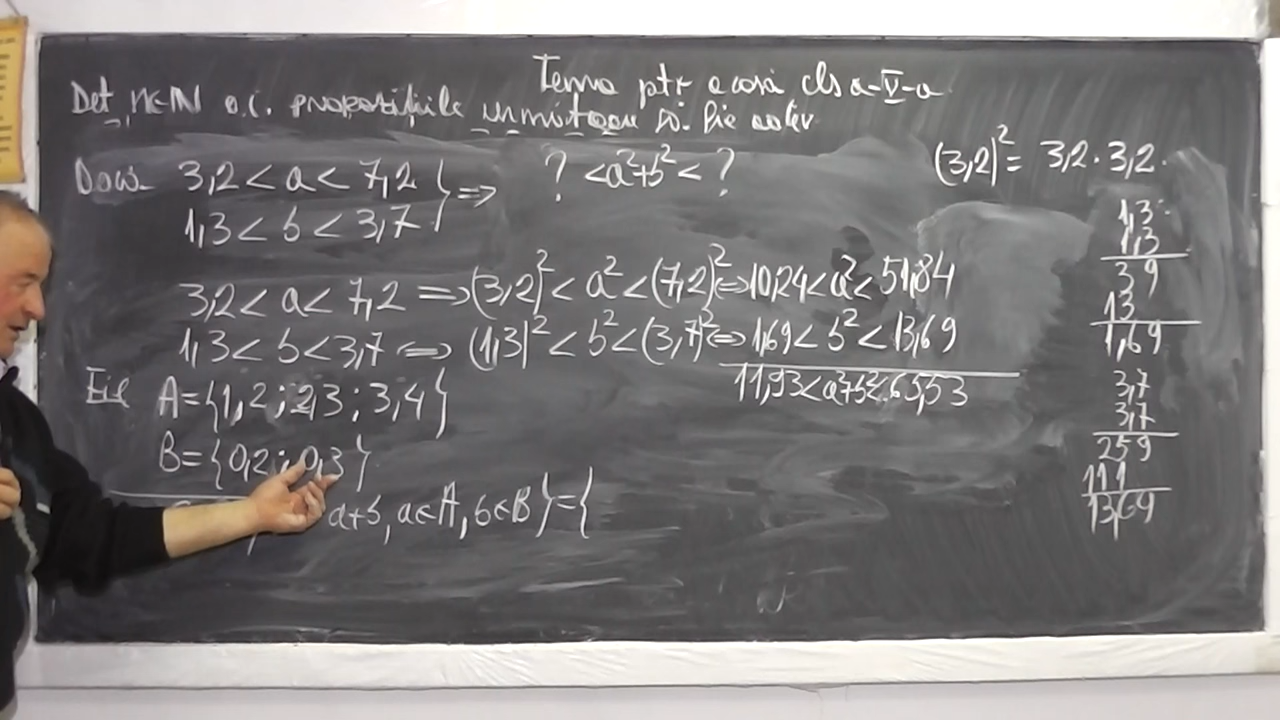 Temă ptr acasă cls a-V-a
Det n∈N a.i. propozițiile următoare să fie adev
Dacă 3,2 < a < 7,2 } => ? < a²+b² < ?
1,3 < b < 3,7
3,2 < a < 7,2 => (3,2)² < a² < (7,2)² => 10,24 < a² < 51,84
1,3 < b < 3,7 => (1,3)² < b² < (3,7)² => 1,69 < b² < 13,69
11,93 < a²+b² < 65,53
Fie A={1,2 ; 2,3 ; 3,4}
B={0,2 ; 0,3}
a+b, a∈A, b∈B}={
(3,2)² = 3,2 · 3,2
1,3
1,3
39
13
1,69
3,7
3,7
259
111
13,69